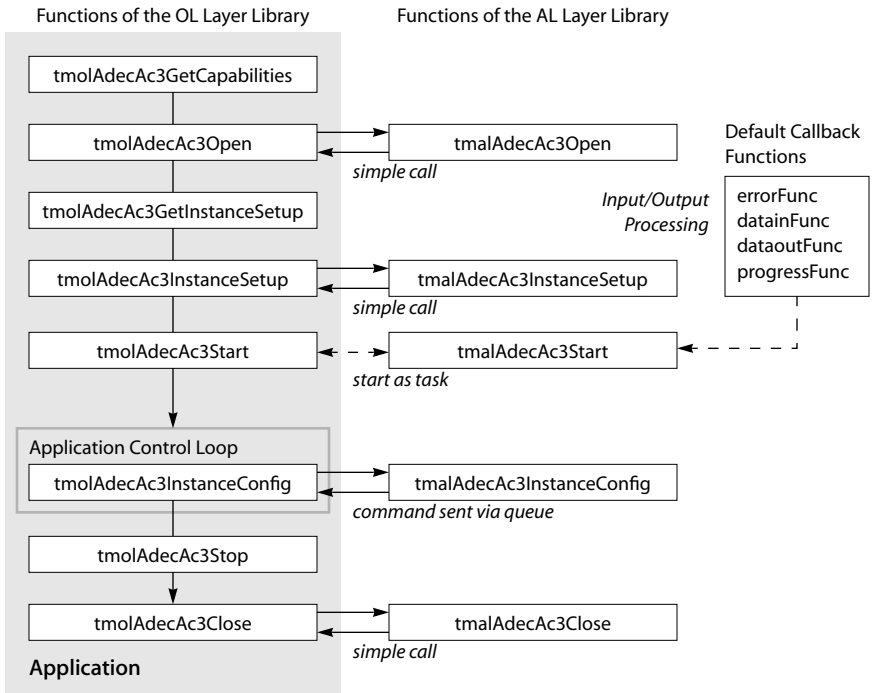 Functions of the OL Layer Library
Functions of the AL Layer Library
tmolAdecAc3GetCapabilities
tmolAdecAc3Open
tmalAdecAc3Open
simple call
Default Callback
Functions
tmolAdecAc3GetInstanceSetup
Input/Output
Processing
errorFunc
datainFunc
dataoutFunc
progressFunc
tmolAdecAc3InstanceSetup
tmalAdecAc3InstanceSetup
simple call
tmolAdecAc3Start
tmalAdecAc3Start
start as task
Application Control Loop
tmolAdecAc3InstanceConfig
tmalAdecAc3InstanceConfig
command sent via queue
tmolAdecAc3Stop
tmolAdecAc3Close
tmalAdecAc3Close
simple call
Application